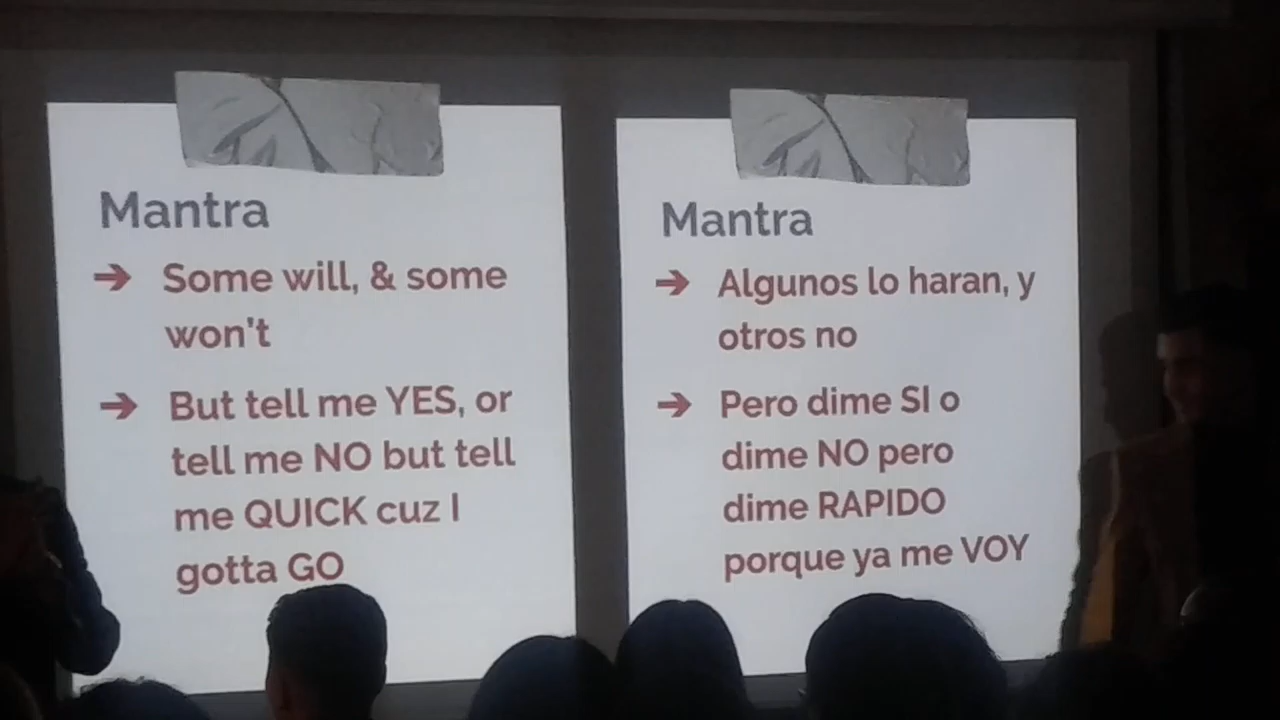 Mantra
➔ Some will, & some
won't
➔ But tell me YES, or
tell me NO but tell
me QUICK cuz I
gotta GO
Mantra
➔ Algunos lo haran, y
otros no
➔ Pero dime SI o
dime NO pero
dime RAPIDO
porque ya me VOY